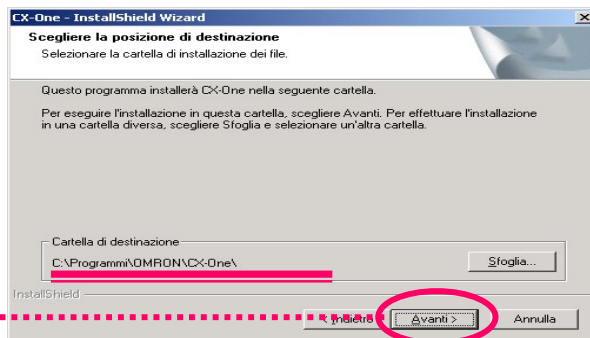 CX-One - InstallShield Wizard
Scegliere la posizione di destinazione
Selezionare la cartella di installazione dei file.
Questo programma installerà CX-One nella seguente cartella.
Per eseguire l'installazione in questa cartella, scegliere Avanti. Per effettuare l'installazione
in una cartella diversa, scegliere Sfoglia e selezionare un'altra cartella.
Cartella di destinazione
C:\Programmi\OMRON\CX-One\
Sfoglia...
InstallShield
< Indietro Avanti > Annulla